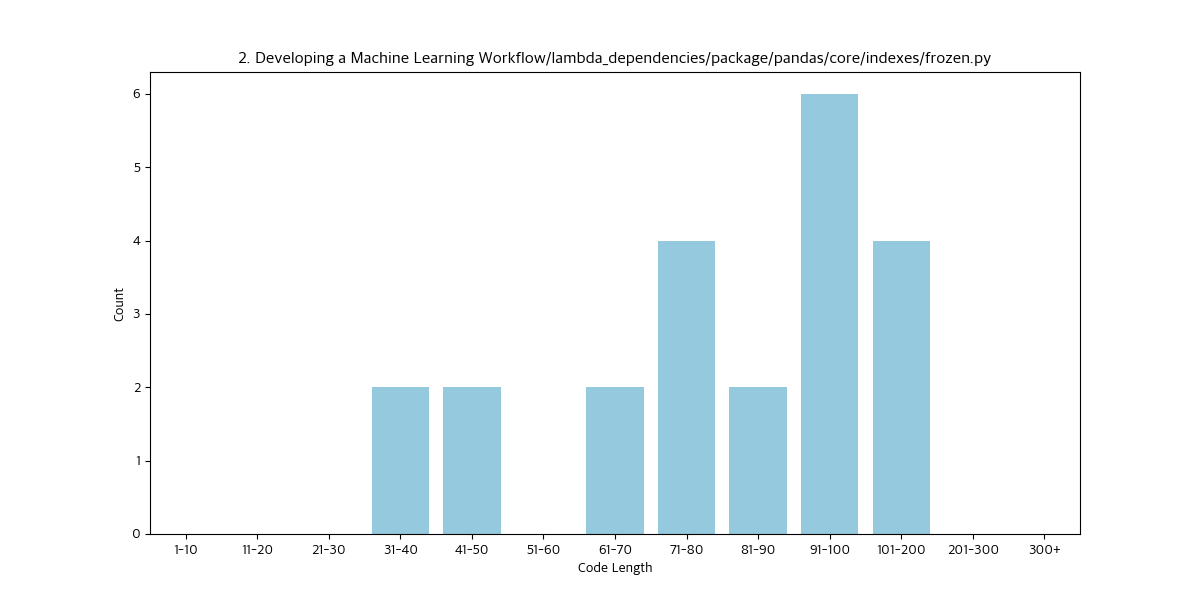 2. Developing a Machine Learning Workflow/lambda_dependencies/package/pandas/core/indexes/frozen.py
6
5
4
3
2
1
0
Count
1-10 11-20 21-30 31-40 41-50 51-60 61-70 71-80 81-90 91-100 101-200 201-300 300+
Code Length